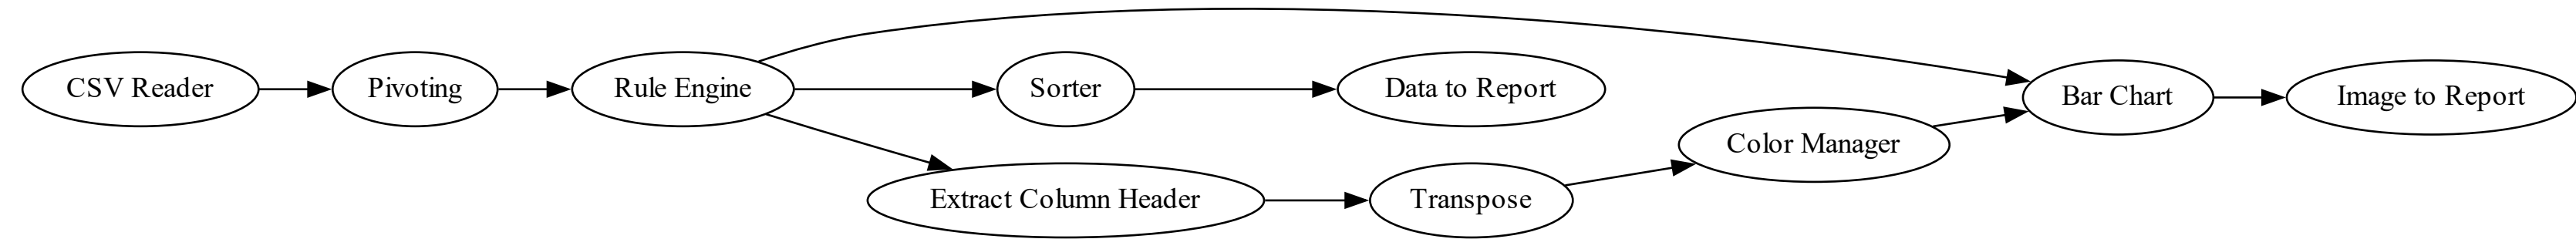 CSV Reader
Pivoting
Rule Engine
Sorter
Data to Report
Extract Column Header
Transpose
Color Manager
Bar Chart
Image to Report